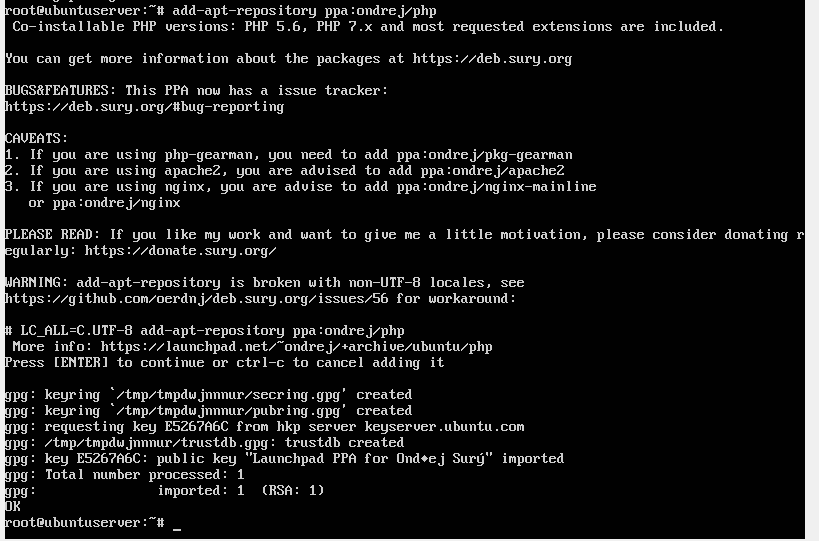 root@ubuntuserver:~# add-apt-repository ppa:ondrej/php
 Co-installable PHP versions: PHP 5.6, PHP 7.x and most requested extensions are included.
You can get more information about the packages at https://deb.sury.org
BUGS&FEATURES: This PPA now has a issue tracker:
https://deb.sury.org/#bug-reporting
CAVEATS:
1. If you are using php-gearman, you need to add ppa:ondrej/pkg-gearman
2. If you are using apache2, you are advised to add ppa:ondrej/apache2
3. If you are using nginx, you are advise to add ppa:ondrej/nginx-mainline
   or ppa:ondrej/nginx
PLEASE READ: If you like my work and want to give me a little motivation, please consider donating r
egularly: https://donate.sury.org/
WARNING: add-apt-repository is broken with non-UTF-8 locales, see
https://github.com/oerdnj/deb.sury.org/issues/56 for workaround:
# LC_ALL=C.UTF-8 add-apt-repository ppa:ondrej/php
 More info: https://launchpad.net/~ondrej/+archive/ubuntu/php
Press [ENTER] to continue or ctrl-c to cancel adding it
gpg: keyring `/tmp/tmpdwjnnnur/secring.gpg' created
gpg: keyring `/tmp/tmpdwjnnnur/pubring.gpg' created
gpg: requesting key E5267A6C from hkp server keyserver.ubuntu.com
gpg: /tmp/tmpdwjnnnur/trustdb.gpg: trustdb created
gpg: key E5267A6C: public key "Launchpad PPA for Ond♦ej Surý" imported
gpg: Total number processed: 1
gpg:               imported: 1  (RSA: 1)
OK
root@ubuntuserver:~# _